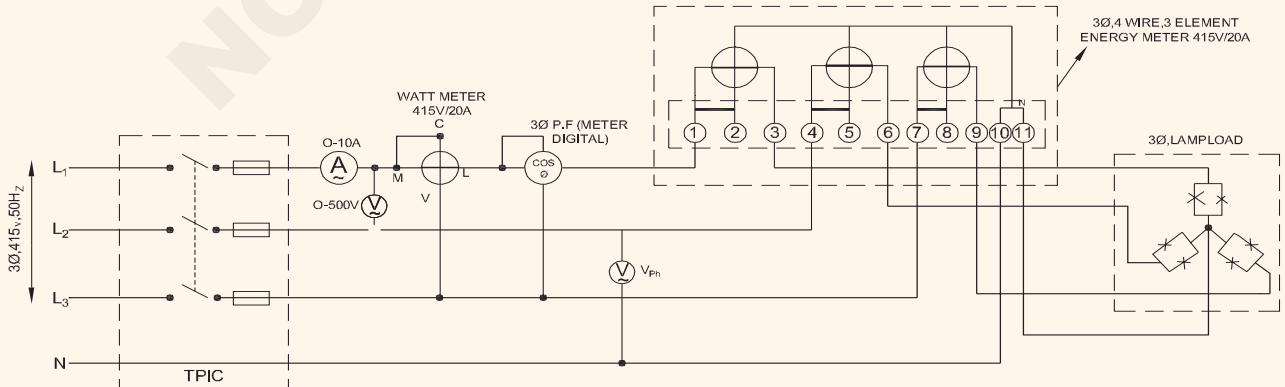 NO
3Ø,4 WIRE,3 ELEMENT
ENERGY METER 415V/20A
WATT METER
415V/20A
C
3Ø P.F (METER
DIGITAL)
N
1 2 3 4 5 6 7 8 9 10 11
O-10A
3Ø,LAMPLOAD
L1
A
M
L
COS
Ø
V
O-500V
V
L2
3Ø,415v,50HZ
V
VPh
L3
N
TPIC